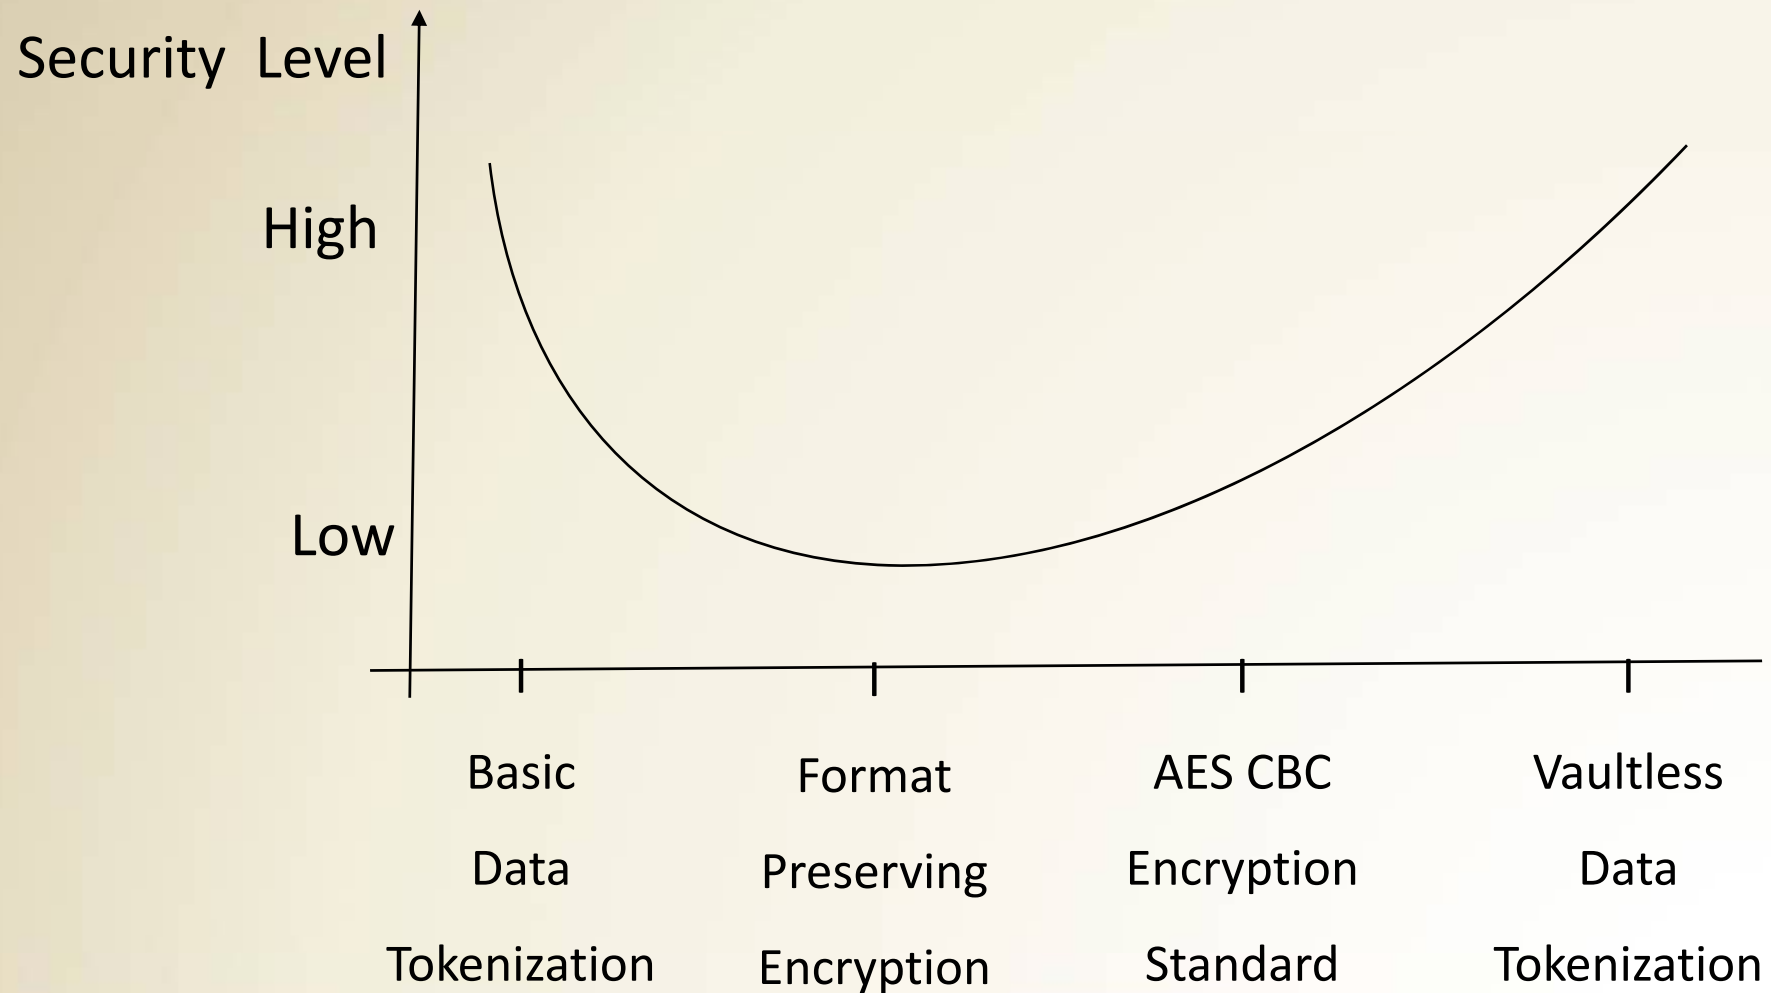 Security Level
High
Low
Basic
Data
Tokenization
Format
Preserving
Encryption
AES CBC
Encryption
Standard
Vaultless
Data
Tokenization